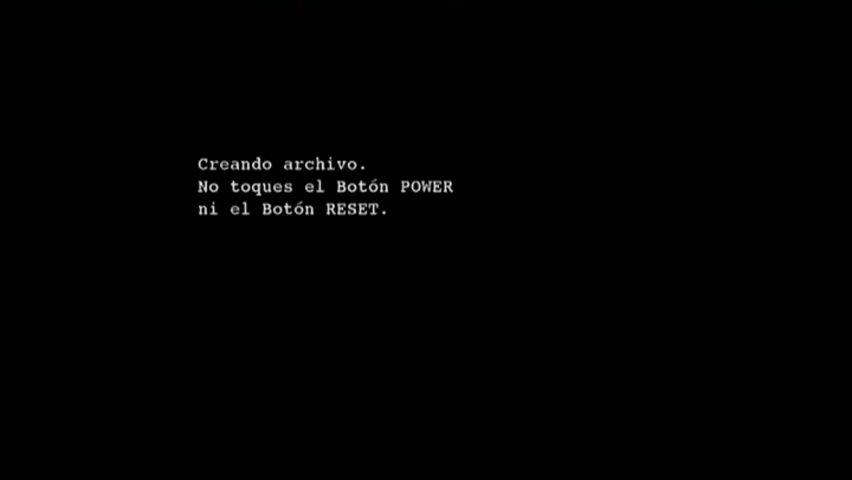 Creando archivo.
No toques el Botón POWER
ni el Botón RESET.